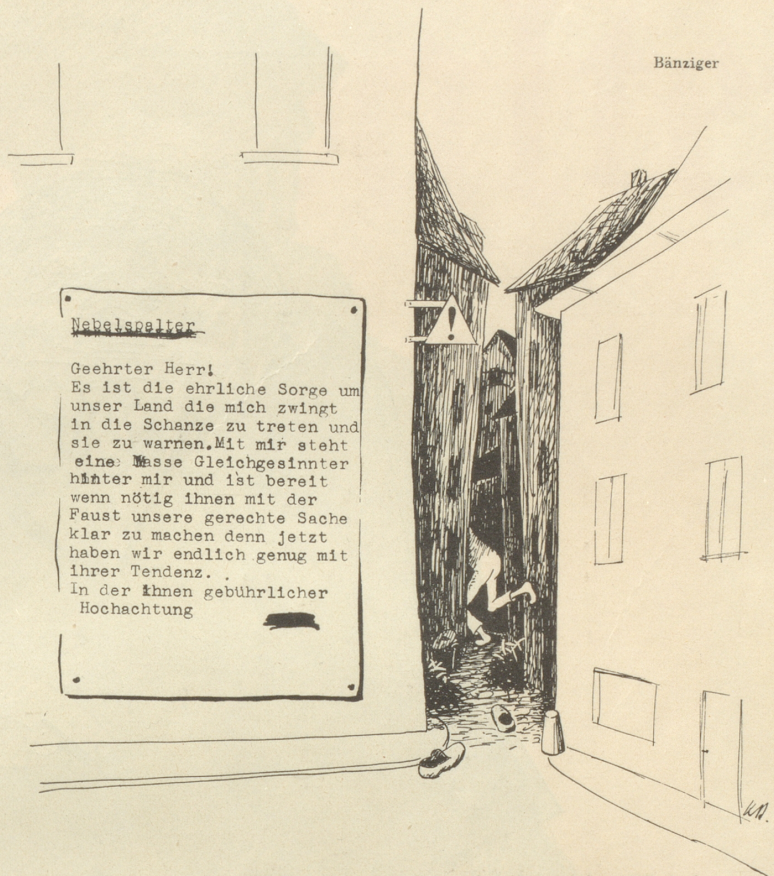 Bänziger
Nebelspalter
Geehrter Herr!
Es ist die ehrliche Sorge um
unser Land die mich zwingt
in die Schanze zu treten und
sie zu warnen.Mit mir steht
eine Masse Gleichgesinnter
hinter mir und ist bereit
wenn nötig ihnen mit der
Faust unsere gerechte Sache
klar zu machen denn jetzt
haben wir endlich genug mit
ihrer Tendenz.
In der ihnen gebührlicher
Hochachtung
!